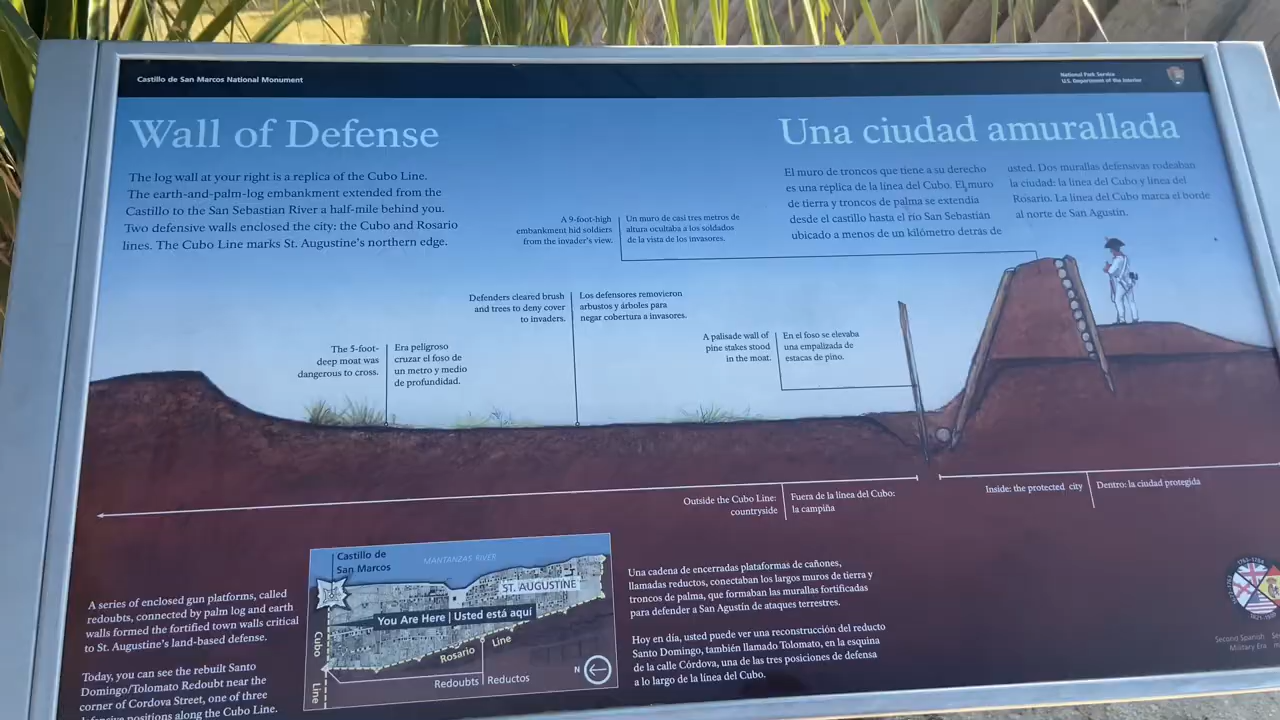 Castillo de San Marcos National Monument
National Park Service
U.S. Department of the Interior
Wall of Defense
The log wall at your right is a replica of the Cubo Line.
The earth-and-palm-log embankment extended from the
Castillo to the San Sebastian River a half-mile behind you.
Two defensive walls enclosed the city: the Cubo and Rosario
lines. The Cubo Line marks St. Augustine's northern edge.
Una ciudad amurallada
El muro de troncos que tiene a su derecho
es una replica de la línea del Cubo. El muro
de tierra y troncos de palma se extendía
desde el castillo hasta el río San Sebastián
ubicado a menos de un kilómetro detrás de
usted. Dos murallas defensivas rodeaban
la ciudad: la línea del Cubo y línea del
Rosario. La línea del Cubo marca el borde
al norte de San Agustín.
A 9-foot-high
embankment hid soldiers
from the invader's view.
Un muro de casi tres metros de
altura ocultaba a los soldados
de la vista de los invasores.
Defenders cleared brush
and trees to deny cover
to invaders.
Los defensores removieron
arbustos y árboles para
negar cobertura a invasores.
The 5-foot-
deep moat was
dangerous to cross.
Era peligroso
cruzar el foso de
un metro y medio
de profundidad.
A palisade wall of
pine stakes stood
in the moat.
En el foso se elevaba
una empalizada de
estacas de pino.
Outside the Cubo Line:
countryside
Fuera de la línea del Cubo:
la campiña
Inside: the protected city
Dentro: la ciudad protegida
A series of enclosed gun platforms, called
redoubts, connected by palm log and earth
walls formed the fortified town walls critical
to St. Augustine's land-based defense.
Today, you can see the rebuilt Santo
Domingo/Tolomato Redoubt near the
corner of Cordova Street, one of three
defensive positions along the Cubo Line.
Castillo de
San Marcos
MANTANZAS RIVER
ST. AUGUSTINE
You Are Here | Usted está aquí
Cubo Line
Rosario Line
Redoubts | Reductos
N
Una cadena de encerradas plataformas de cañones,
llamadas reductos, conectaban los largos muros de tierra y
troncos de palma, que formaban las murallas fortificadas
para defender a San Agustín de ataques terrestres.
Hoy en día, usted puede ver una reconstrucción del reducto
Santo Domingo, también llamado Tolomato, en la esquina
de la calle Córdova, una de las tres posiciones de defensa
a lo largo de la línea del Cubo.
Second Spanish
Military Era